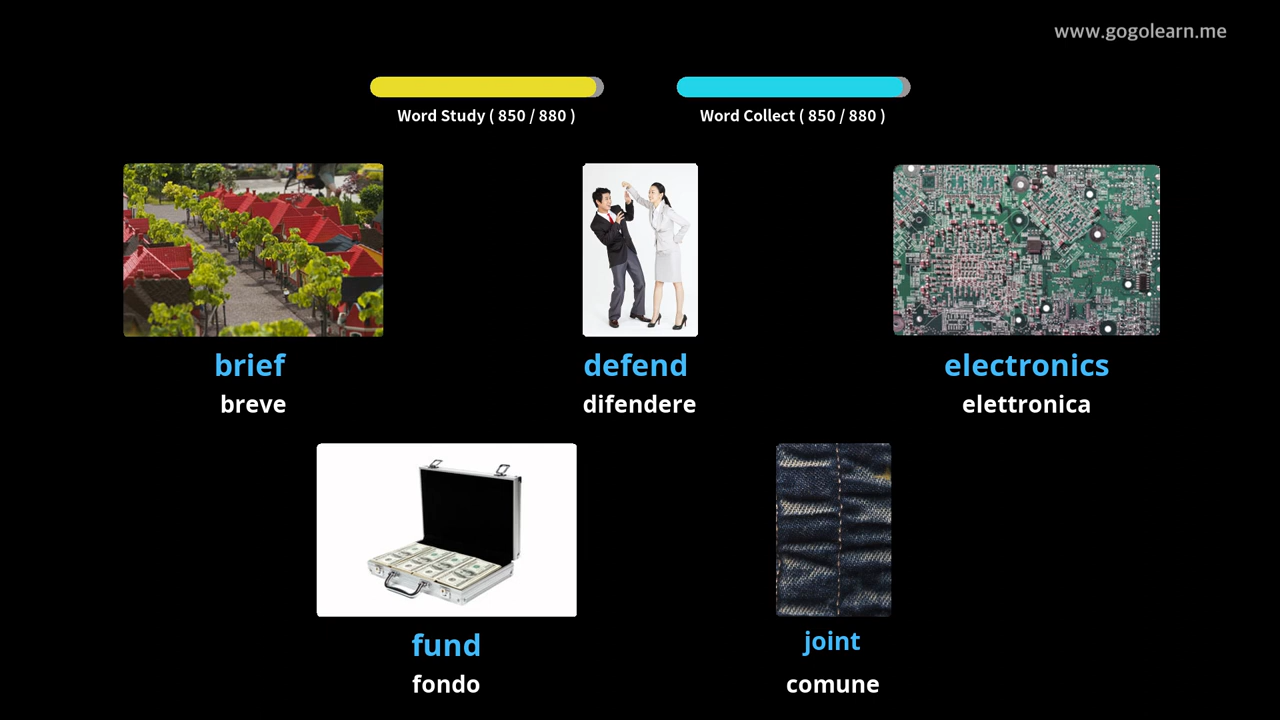 www.gogolearn.me
Word Study ( 850 / 880 )
Word Collect ( 850 / 880 )
brief
breve
defend
difendere
electronics
elettronica
fund
fondo
joint
comune